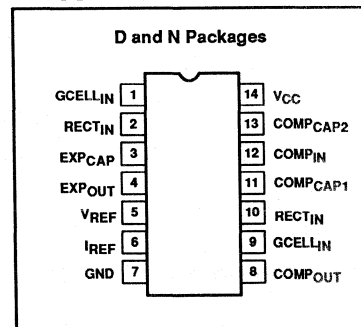 D and N Packages
GCELLIN 1
RECTIN 2
EXPCAP 3
EXPOUT 4
VREF 5
IREF 6
GND 7
14 VCC
13 COMPCAP2
12 COMPIN
11 COMPCAP1
10 RECTIN
9 GCELLIN
8 COMPOUT